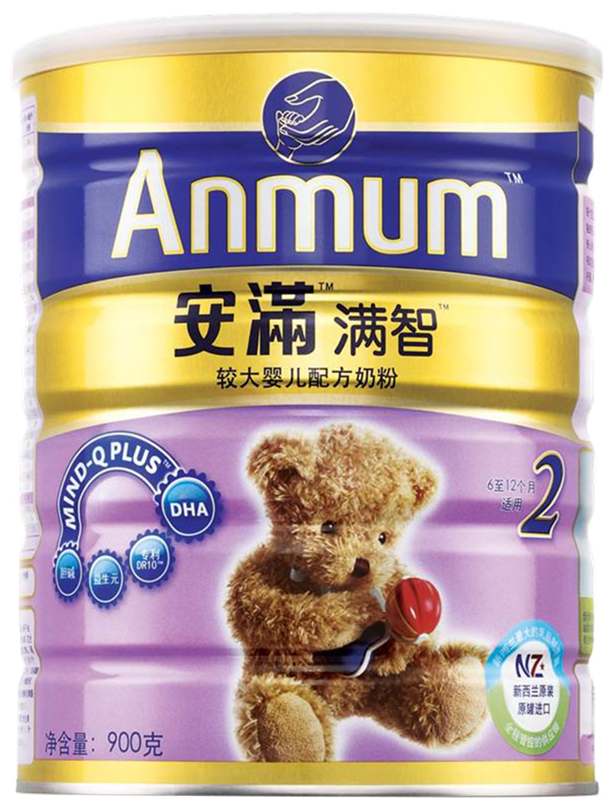 Anmum™
安滿™ 满智™
较大婴儿配方奶粉
MIND-Q PLUS™
DHA
专利
DR10™
益生元
胆碱
6至12个月
适用
2
NZ
新西兰原装
原罐进口
净含量：900克